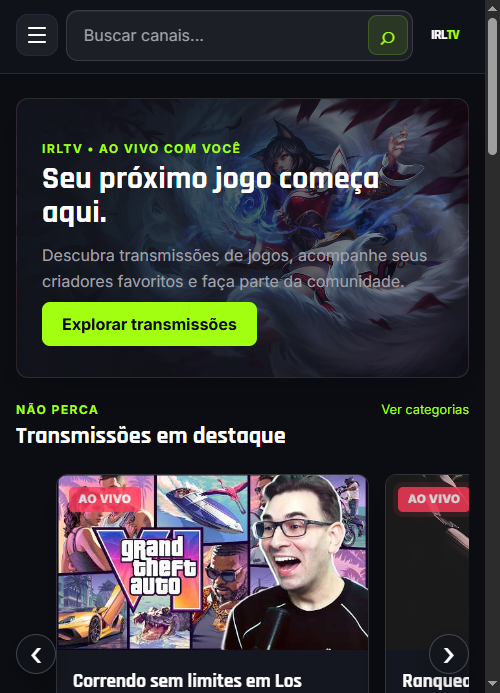 Buscar canais...
IRLTV
IRLTV • AO VIVO COM VOCÊ
Seu próximo jogo começa
aqui.
Descubra transmissões de jogos, acompanhe seus
criadores favoritos e faça parte da comunidade.
Explorar transmissões
NÃO PERCA
Ver categorias
Transmissões em destaque
AO VIVO
AO VIVO
grand
theft
auto
VI
Correndo sem limites em Los
Ranqued